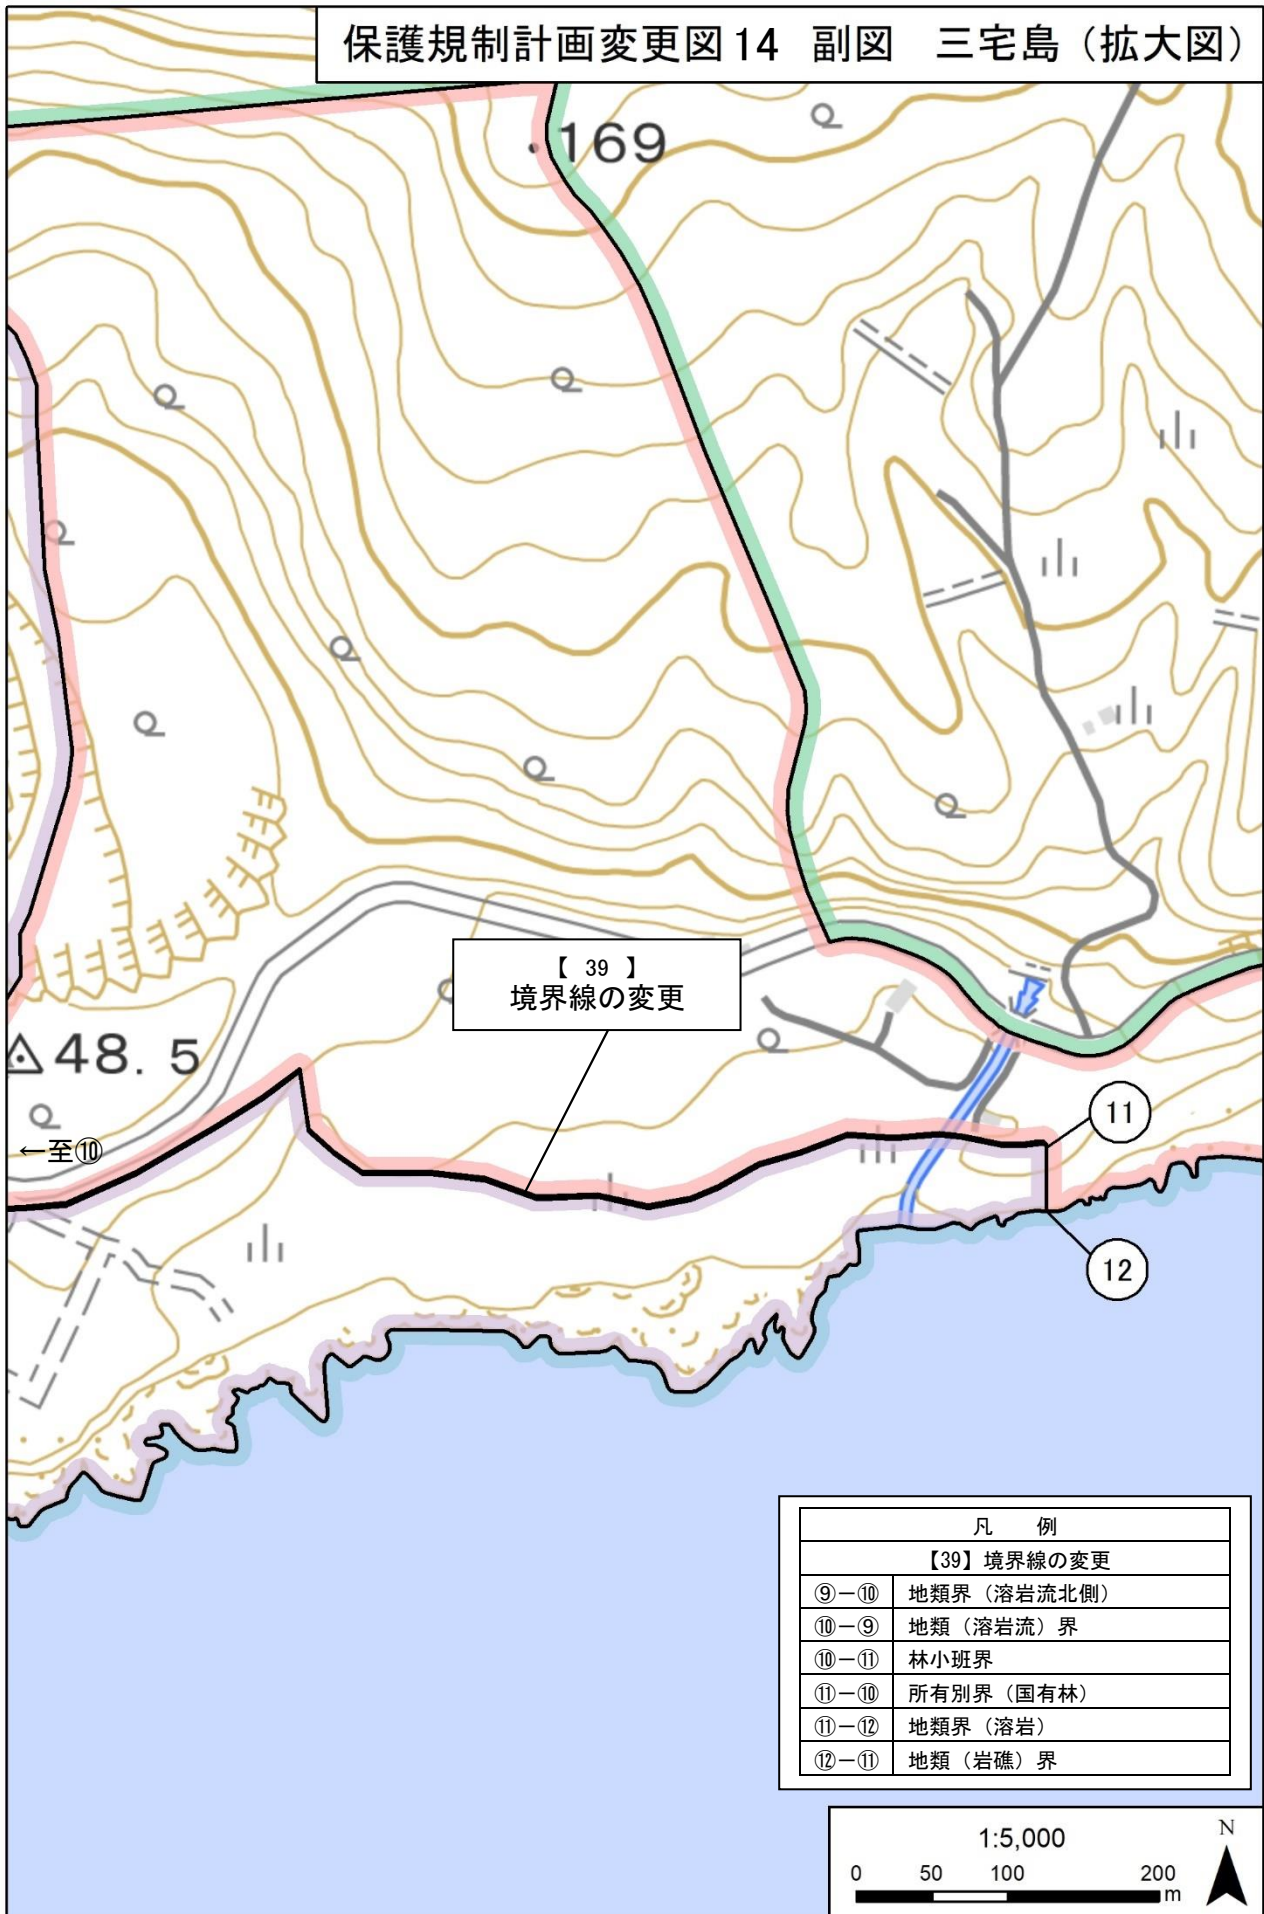 保護規制計画変更図14 副図 三宅島（拡大図）
169
【 39 】
境界線の変更
48. 5
←至⑩
11
12
凡 例
【39】境界線の変更
⑨－⑩ 地類界（溶岩流北側）
⑩－⑨ 地類（溶岩流）界
⑩－⑪ 林小班界
⑪－⑩ 所有別界（国有林）
⑪－⑫ 地類界（溶岩）
⑫－⑪ 地類（岩礁）界
1:5,000
N
0 50 100 200
m